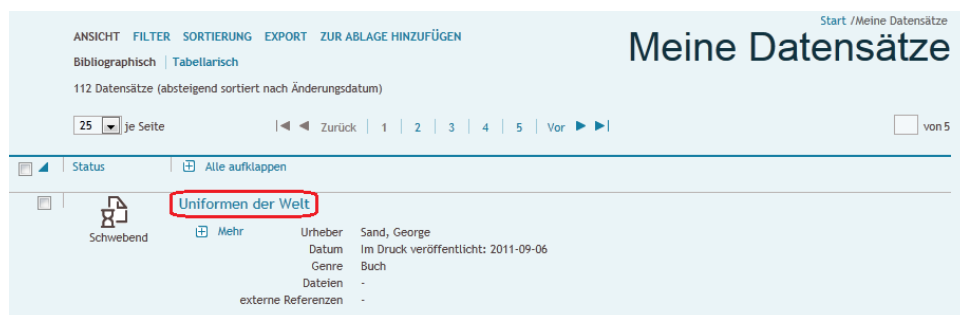 Start /Meine Datensätze
ANSICHT FILTER SORTIERUNG EXPORT ZUR ABLAGE HINZUFÜGEN
Meine Datensätze
Bibliographisch | Tabellarisch
112 Datensätze (absteigend sortiert nach Änderungsdatum)
25 je Seite Zurück | 1 | 2 | 3 | 4 | 5 | Vor von 5
Status Alle aufklappen
Uniformen der Welt
Schwebend
Mehr Urheber Sand, George
Datum Im Druck veröffentlicht: 2011-09-06
Genre Buch
Dateien -
externe Referenzen -